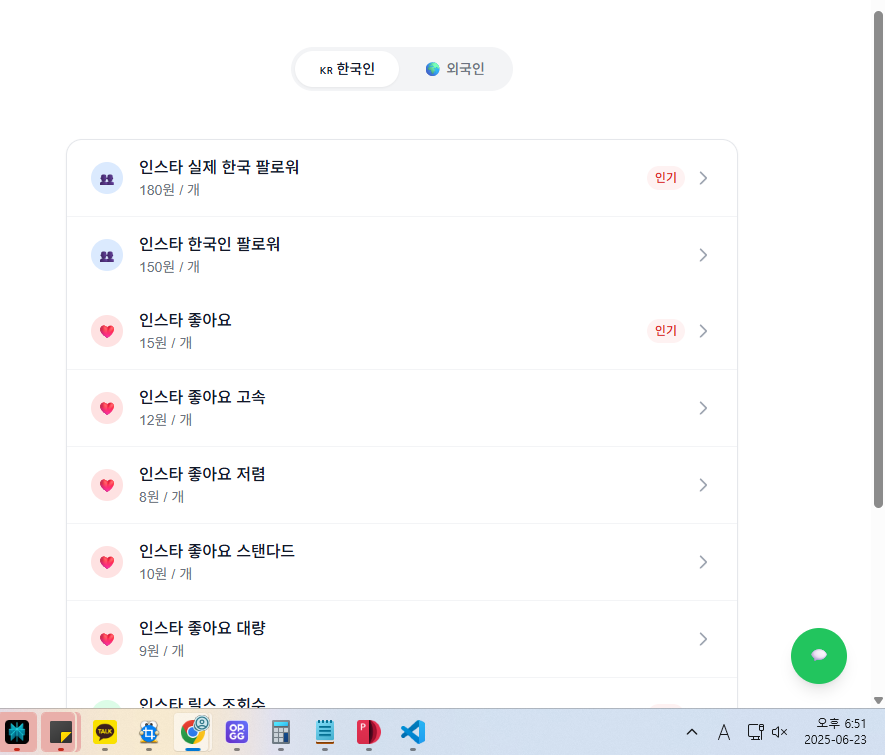 KR 한국인
외국인
인스타 실제 한국 팔로워
180원 / 개
인기
인스타 한국인 팔로워
150원 / 개
인스타 좋아요
15원 / 개
인기
인스타 좋아요 고속
12원 / 개
인스타 좋아요 저렴
8원 / 개
인스타 좋아요 스탠다드
10원 / 개
인스타 좋아요 대량
9원 / 개
인스타 릴스 조회수
TALK
OP
GG
P
A
오후 6:51
2025-06-23